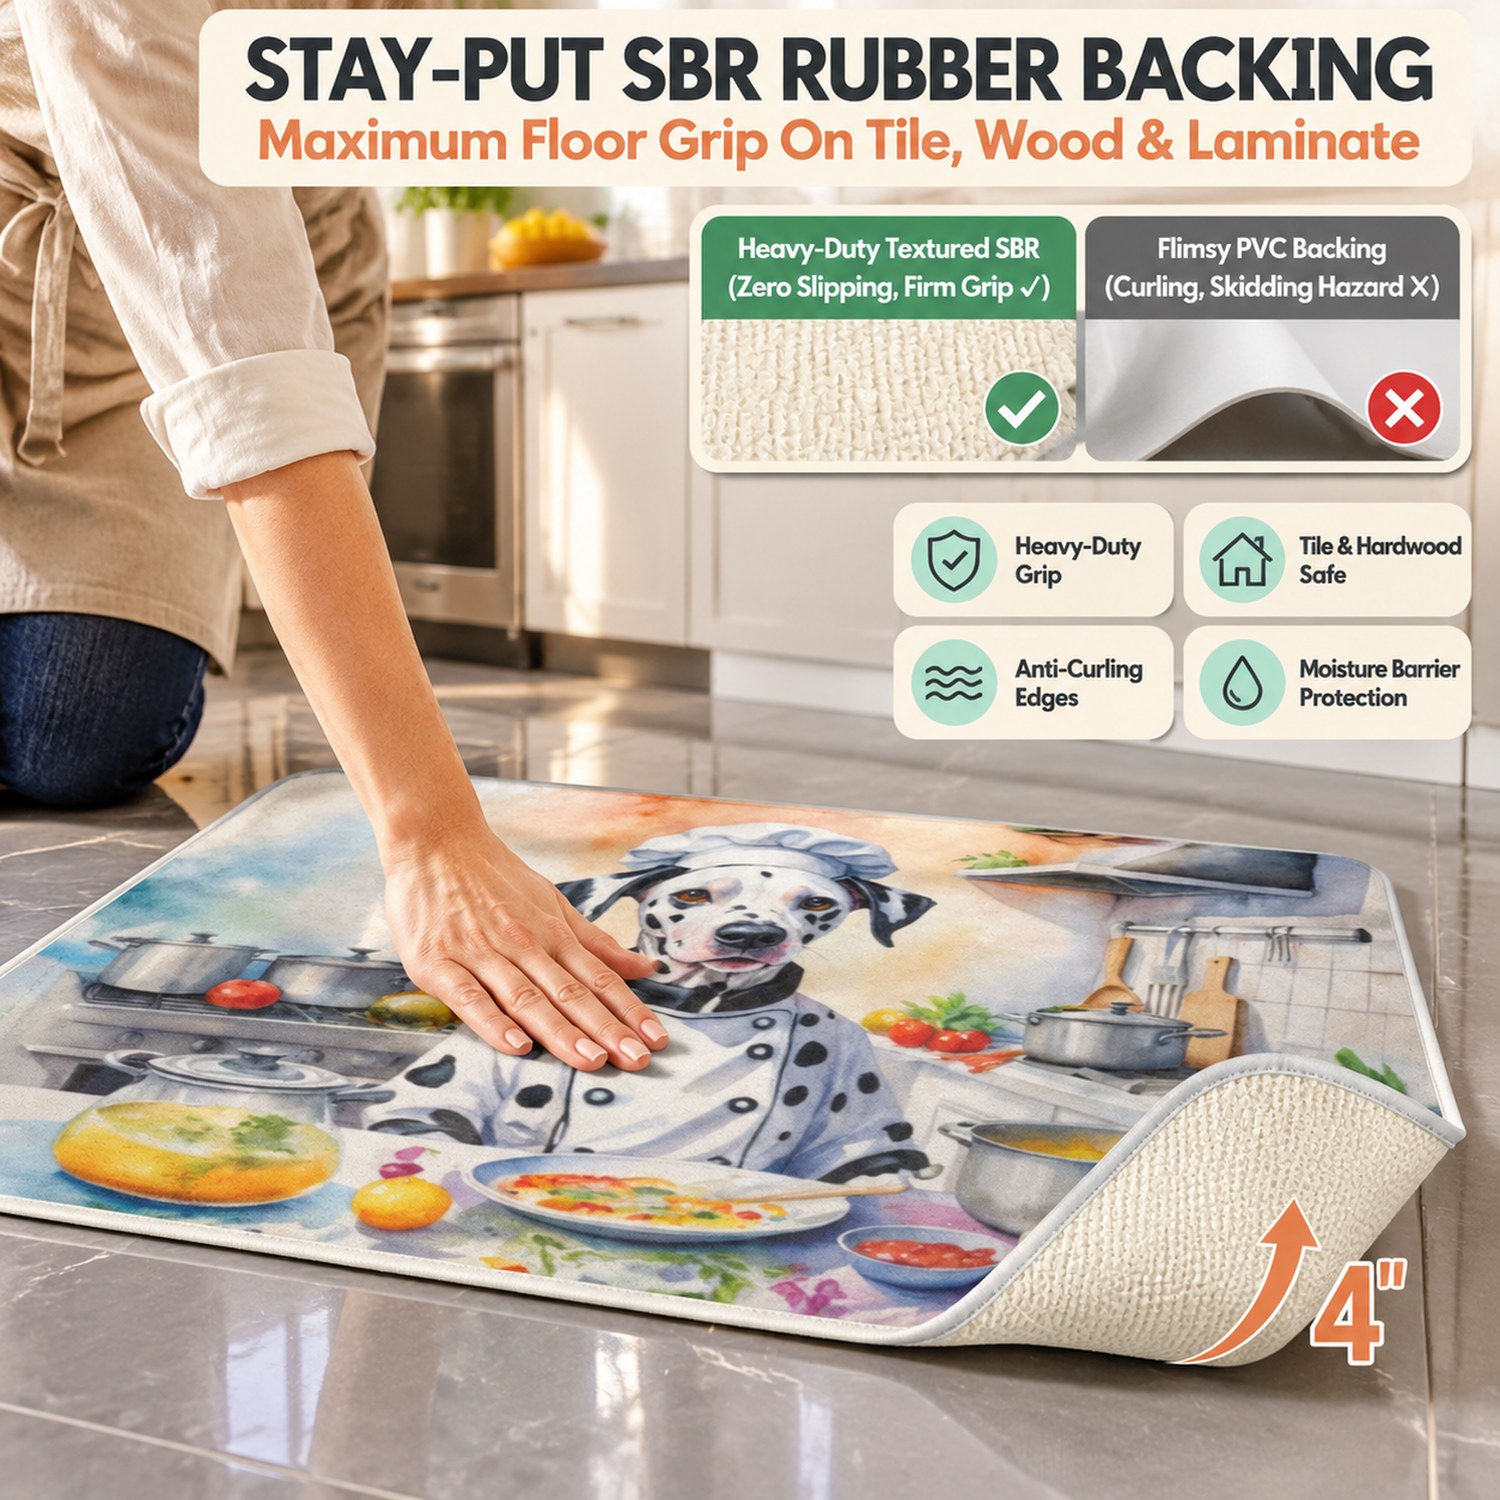 STAY-PUT SBR RUBBER BACKING
Maximum Floor Grip On Tile, Wood & Laminate
Heavy-Duty Textured SBR
(Zero Slipping, Firm Grip ✓)
Flimsy PVC Backing
(Curling, Skidding Hazard X)
Heavy-Duty
Grip
Tile & Hardwood
Safe
Anti-Curling
Edges
Moisture Barrier
Protection
4"